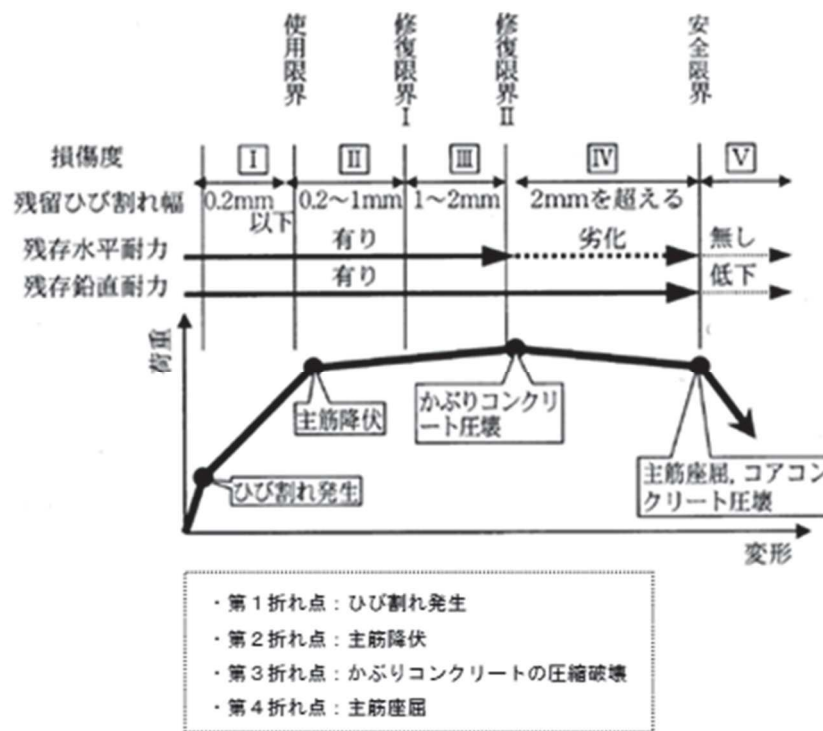 使用限界
修復限界Ⅰ
修復限界Ⅱ
安全限界
損傷度 Ⅰ Ⅱ Ⅲ Ⅳ Ⅴ
残留ひび割れ幅 0.2mm以下 0.2〜1mm 1〜2mm 2mmを超える
残存水平耐力 有り 劣化 無し
残存鉛直耐力 有り 低下
荷重
主筋降伏
かぶりコンクリ
ート圧壊
ひび割れ発生
主筋座屈,コアコン
クリート圧壊
変形
・第1折れ点:ひび割れ発生
・第2折れ点:主筋降伏
・第3折れ点:かぶりコンクリートの圧縮破壊
・第4折れ点:主筋座屈